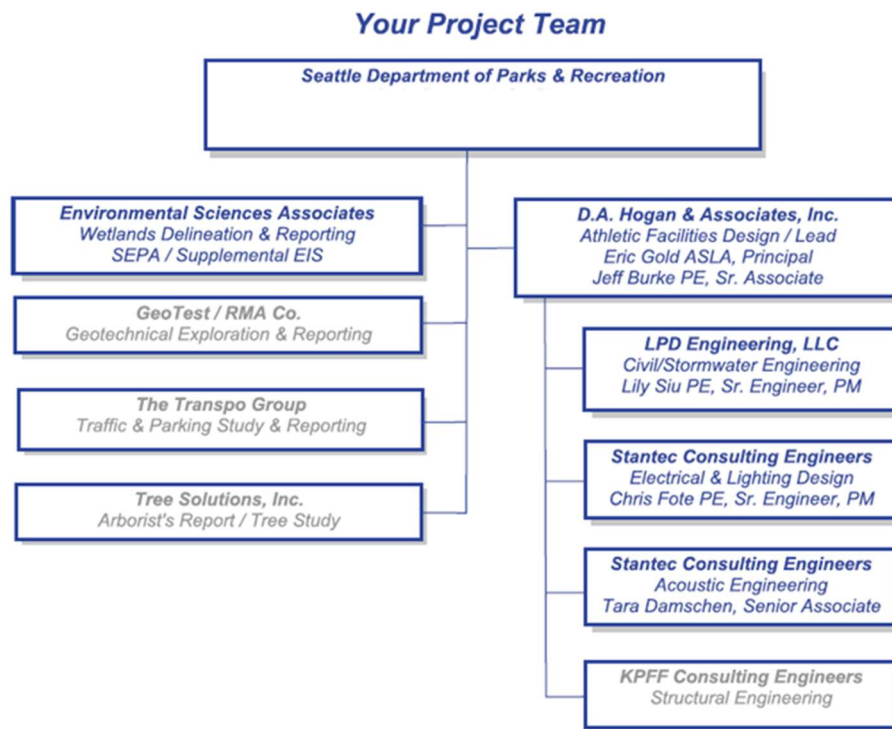 Your Project Team
Seattle Department of Parks & Recreation
Environmental Sciences Associates
Wetlands Delineation & Reporting
SEPA / Supplemental EIS
GeoTest / RMA Co.
Geotechnical Exploration & Reporting
The Transpo Group
Traffic & Parking Study & Reporting
Tree Solutions, Inc.
Arborist's Report / Tree Study
D.A. Hogan & Associates, Inc.
Athletic Facilities Design / Lead
Eric Gold ASLA, Principal
Jeff Burke PE, Sr. Associate
LPD Engineering, LLC
Civil/Stormwater Engineering
Lily Siu PE, Sr. Engineer, PM
Stantec Consulting Engineers
Electrical & Lighting Design
Chris Fote PE, Sr. Engineer, PM
Stantec Consulting Engineers
Acoustic Engineering
Tara Damschen, Senior Associate
KPFF Consulting Engineers
Structural Engineering